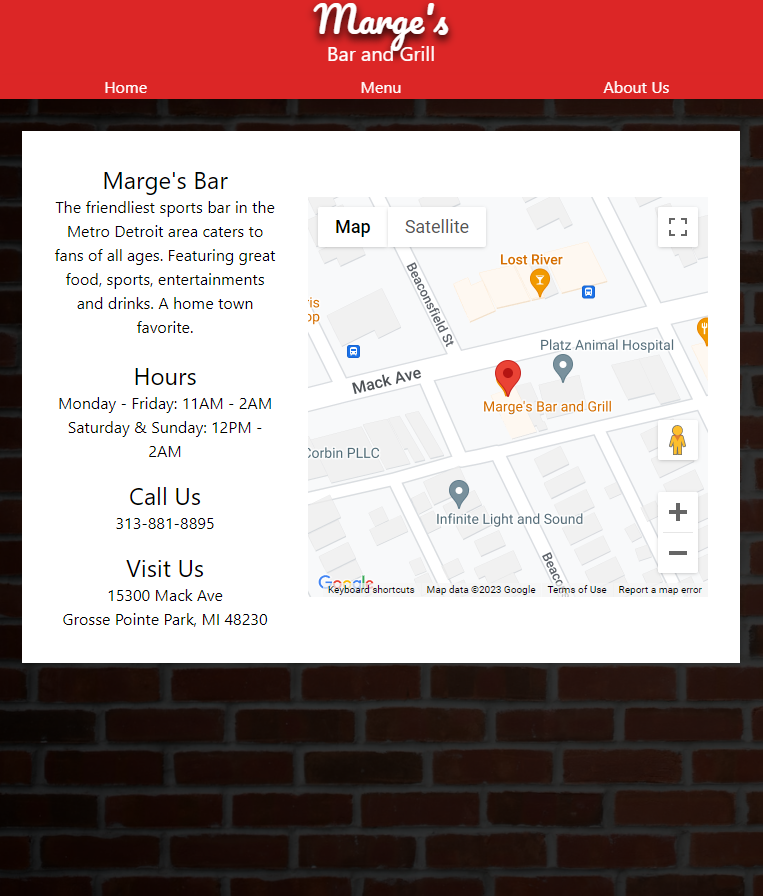 Marge's
Bar and Grill
Home
Menu
About Us
Marge's Bar
The friendliest sports bar in the
Metro Detroit area caters to
fans of all ages. Featuring great
food, sports, entertainments
and drinks. A home town
favorite.
Hours
Monday - Friday: 11AM - 2AM
Saturday & Sunday: 12PM -
2AM
Call Us
313-881-8895
Visit Us
15300 Mack Ave
Grosse Pointe Park, MI 48230
Map
Satellite
Lost River
Beaconsfield St
Platz Animal Hospital
Mack Ave
Marge's Bar and Grill
Corbin PLLC
Infinite Light and Sound
Google
Keyboard shortcuts
Map data ©2023 Google
Terms of Use
Report a map error